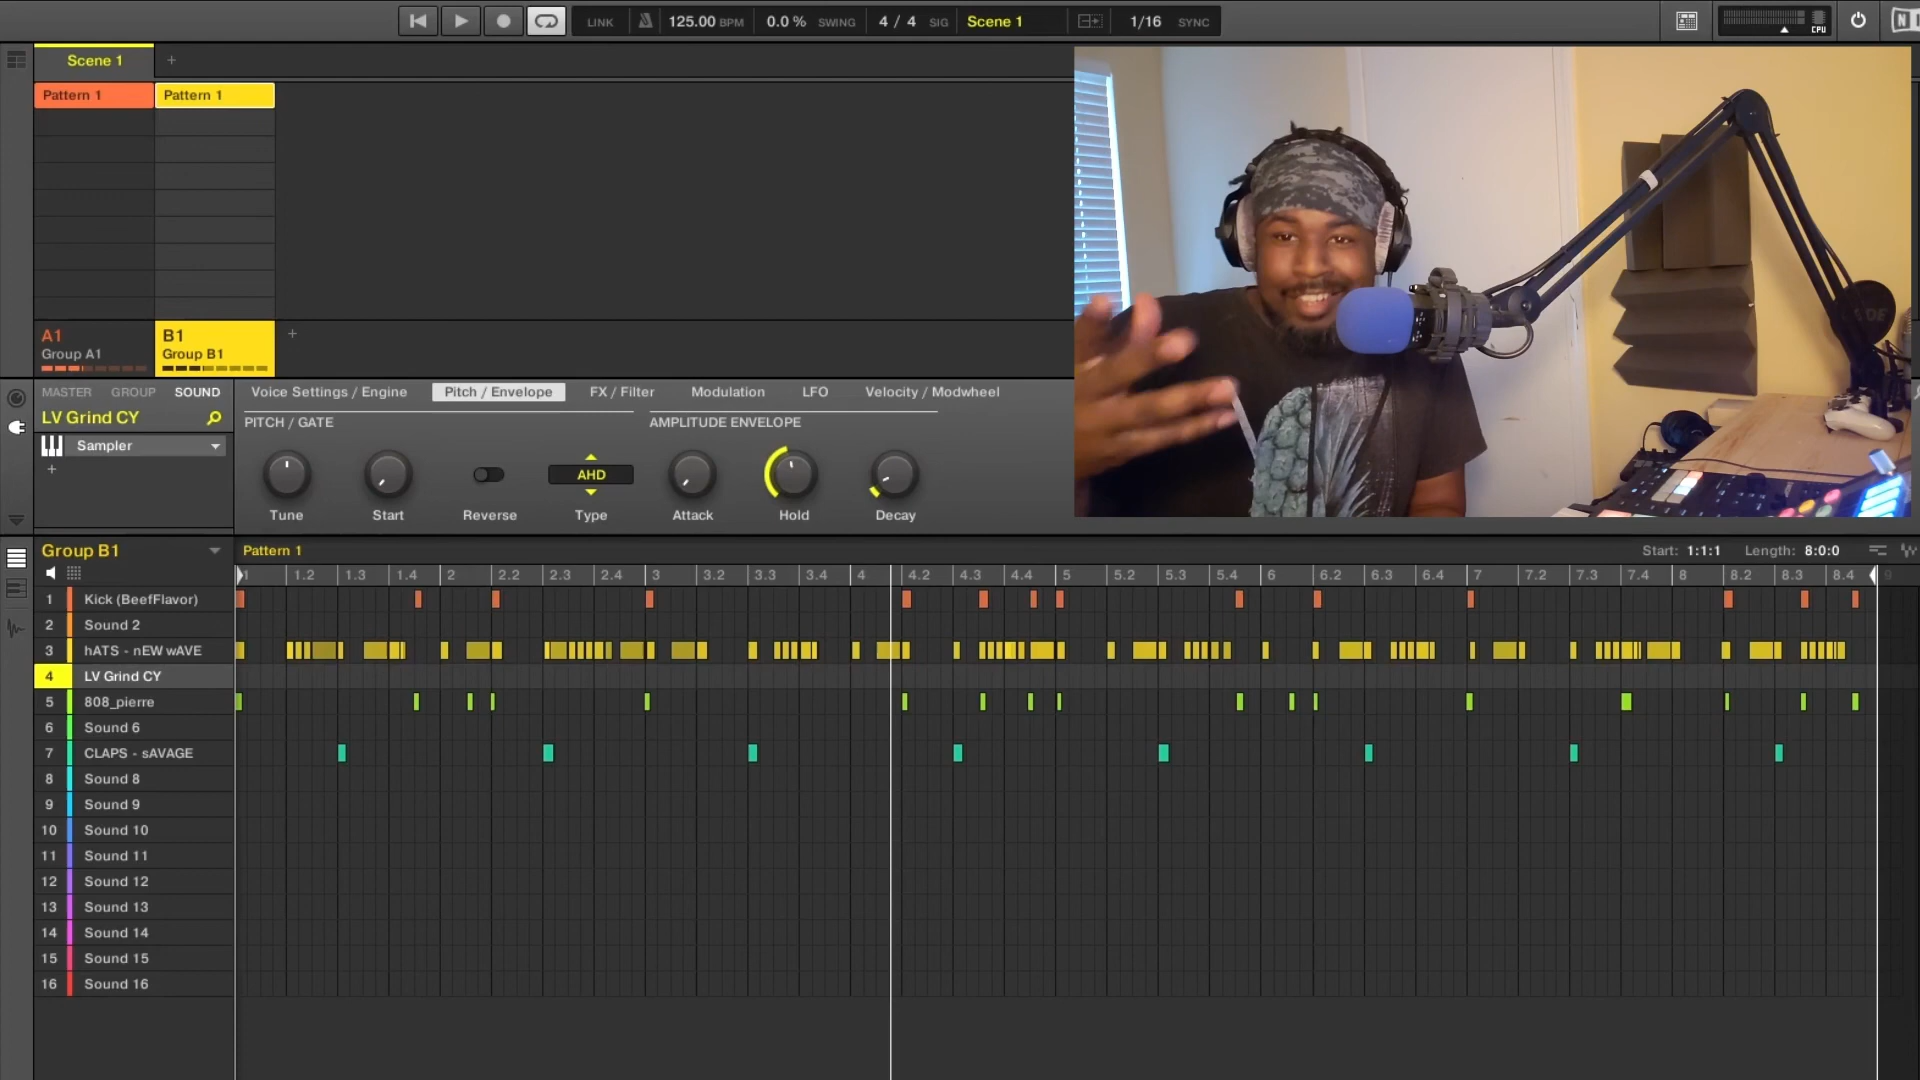 LINK 125.00 BPM 0.0 % SWING 4 / 4 SIG Scene 1 1/16 SYNC CPU
Scene 1 +
Pattern 1 Pattern 1
A1 B1 +
Group A1 Group B1
MASTER GROUP SOUND Voice Settings / Engine Pitch / Envelope FX / Filter Modulation LFO Velocity / Modwheel
LV Grind CY PITCH / GATE AMPLITUDE ENVELOPE
Sampler
+ AHD
Tune Start Reverse Type Attack Hold Decay
Group B1 Pattern 1 Start: 1:1:1 Length: 8:0:0
1 1.2 1.3 1.4 2 2.2 2.3 2.4 3 3.2 3.3 3.4 4 4.2 4.3 4.4 5 5.2 5.3 5.4 6 6.2 6.3 6.4 7 7.2 7.3 7.4 8 8.2 8.3 8.4 9
1 Kick (BeefFlavor)
2 Sound 2
3 hATS - nEW wAVE
4 LV Grind CY
5 808_pierre
6 Sound 6
7 CLAPS - sAVAGE
8 Sound 8
9 Sound 9
10 Sound 10
11 Sound 11
12 Sound 12
13 Sound 13
14 Sound 14
15 Sound 15
16 Sound 16